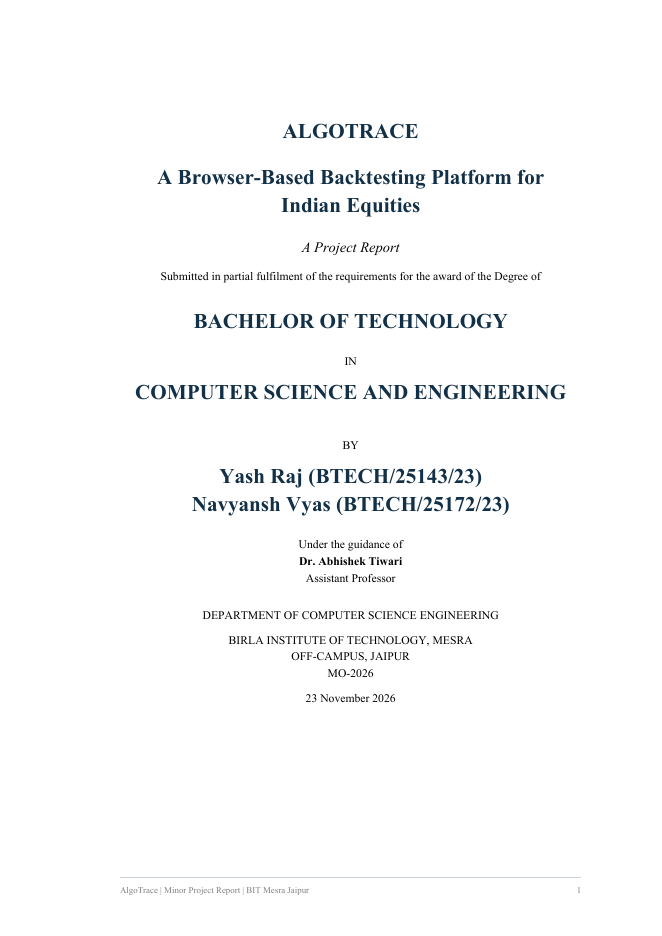 ALGOTRACE
A Browser-Based Backtesting Platform for
Indian Equities
A Project Report
Submitted in partial fulfilment of the requirements for the award of the Degree of
BACHELOR OF TECHNOLOGY
IN
COMPUTER SCIENCE AND ENGINEERING
BY
Yash Raj (BTECH/25143/23)
Navyansh Vyas (BTECH/25172/23)
Under the guidance of
Dr. Abhishek Tiwari
Assistant Professor
DEPARTMENT OF COMPUTER SCIENCE ENGINEERING
BIRLA INSTITUTE OF TECHNOLOGY, MESRA
OFF-CAMPUS, JAIPUR
MO-2026
23 November 2026
AlgoTrace | Minor Project Report | BIT Mesra Jaipur 1